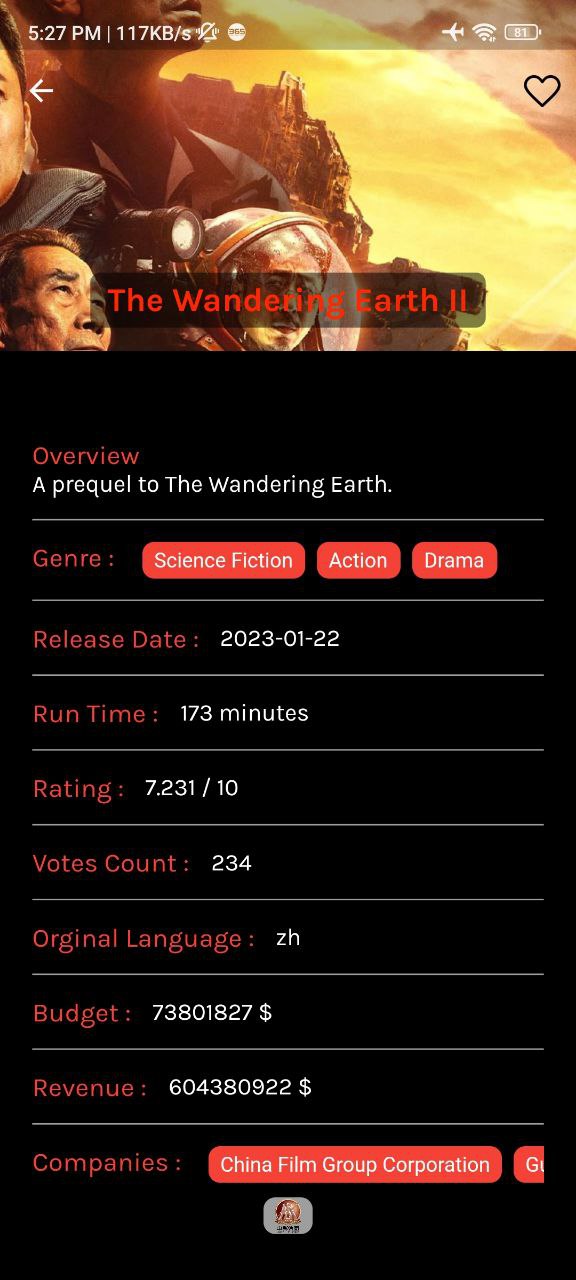 5:27 PM | 117KB/s 365 81
The Wandering Earth II
Overview
A prequel to The Wandering Earth.
Genre : Science Fiction Action Drama
Release Date : 2023-01-22
Run Time : 173 minutes
Rating : 7.231 / 10
Votes Count : 234
Orginal Language : zh
Budget : 73801827 $
Revenue : 604380922 $
Companies : China Film Group Corporation